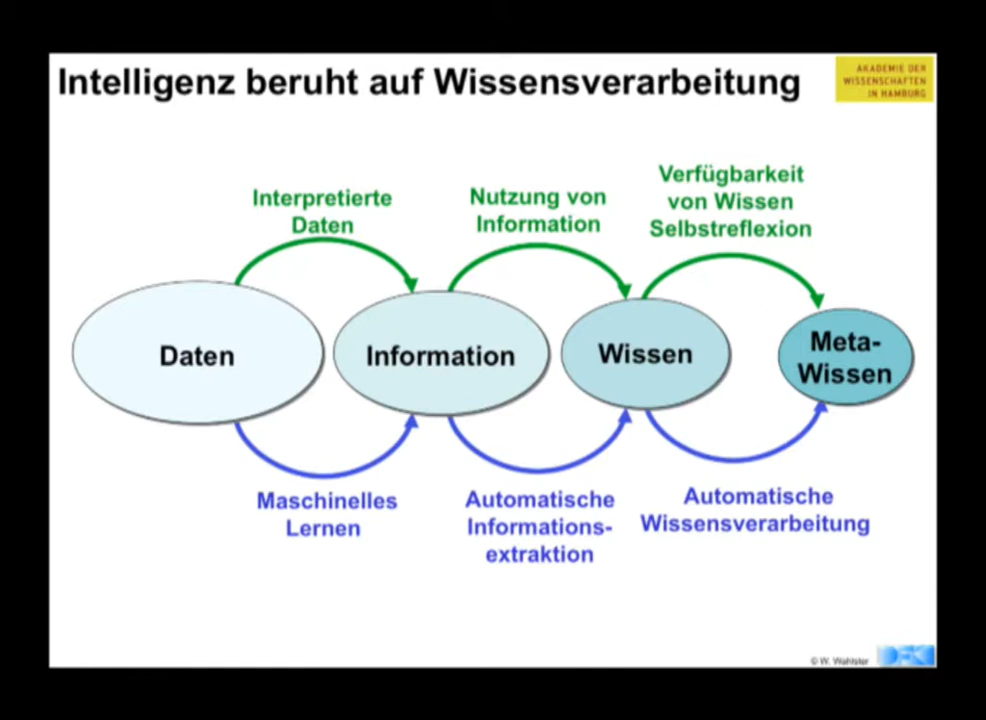 Intelligenz beruht auf Wissensverarbeitung
AKADEMIE DER
WISSENSCHAFTEN
IN HAMBURG
Interpretierte
Daten
Nutzung von
Information
Verfügbarkeit
von Wissen
Selbstreflexion
Daten
Information
Wissen
Meta-
Wissen
Maschinelles
Lernen
Automatische
Informations-
extraktion
Automatische
Wissensverarbeitung
© W. Wahlster
DFKI